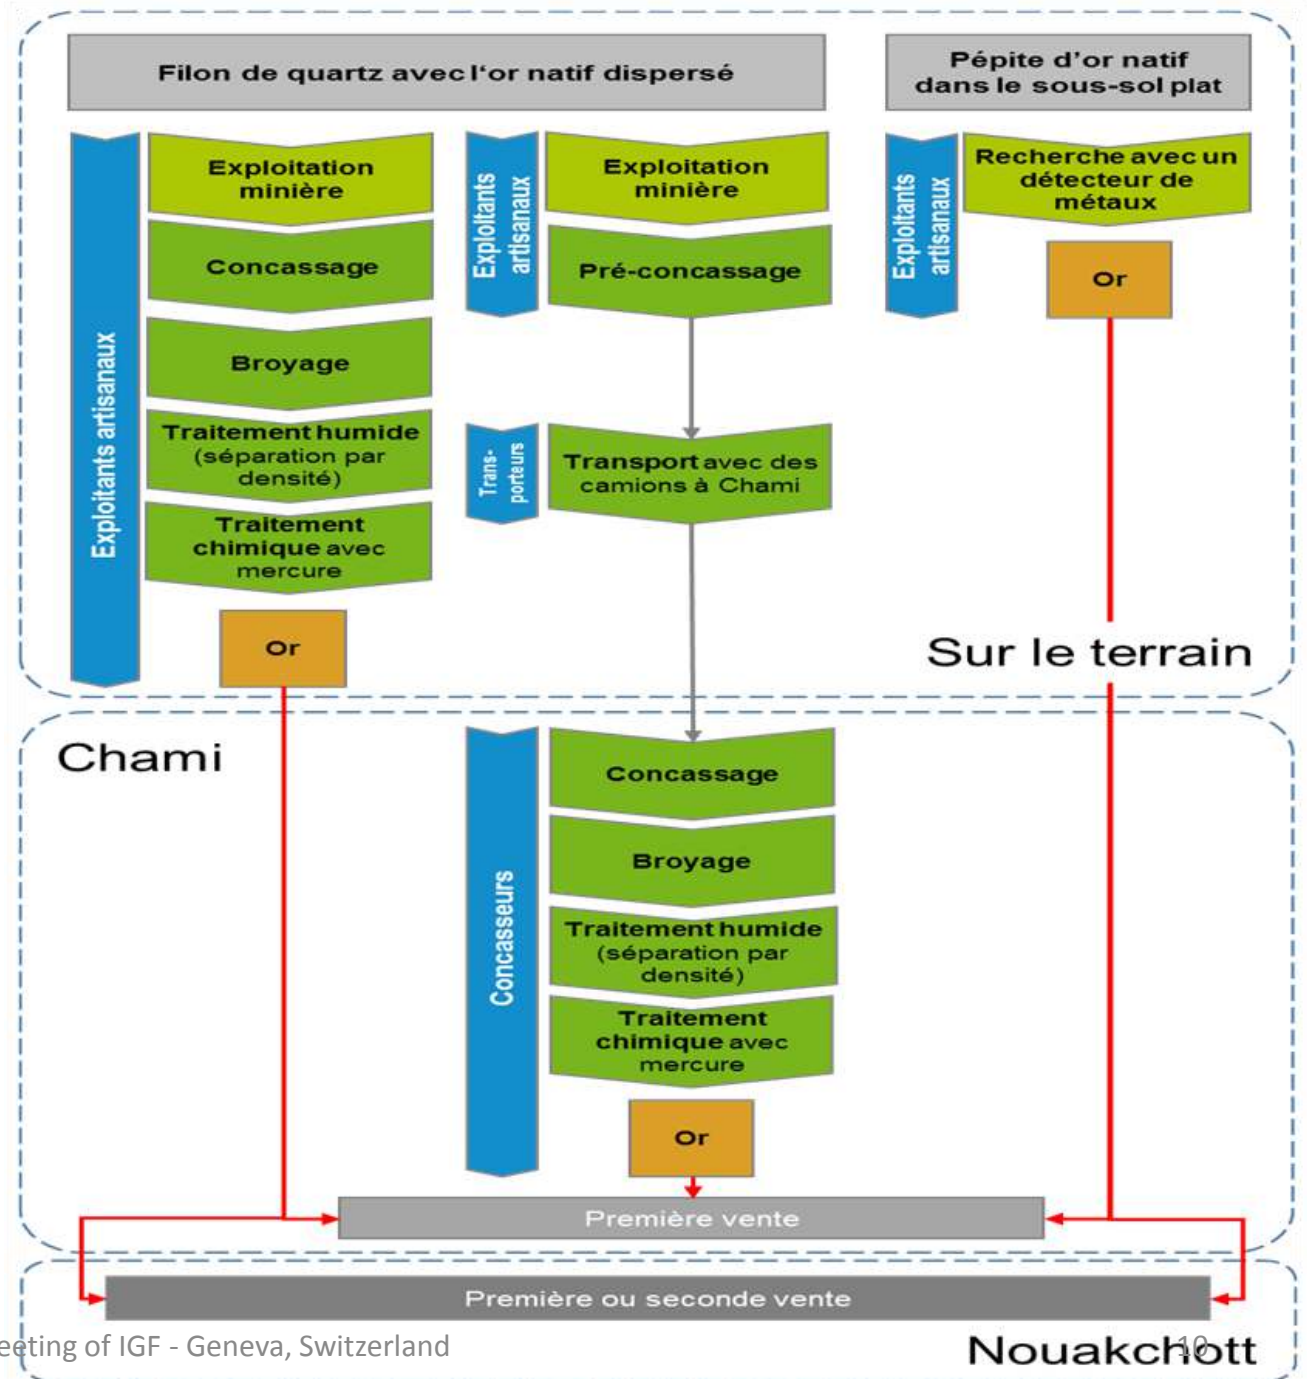 Filon de quartz avec l'or natif dispersé
Pépite d'or natif
dans le sous-sol plat
Exploitants artisanaux
Exploitation
minière
Concassage
Broyage
Traitement humide
(séparation par
densité)
Traitement
chimique avec
mercure
Or
Exploitants
artisanaux
Exploitation
minière
Pré-concassage
Trans-
porteurs
Transport avec des
camions à Chami
Exploitants
artisanaux
Recherche avec un
détecteur de
métaux
Or
Sur le terrain
Chami
Concasseurs
Concassage
Broyage
Traitement humide
(séparation par
densité)
Traitement
chimique avec
mercure
Or
Première vente
Première ou seconde vente
Nouakchott
eeting of IGF - Geneva, Switzerland
10